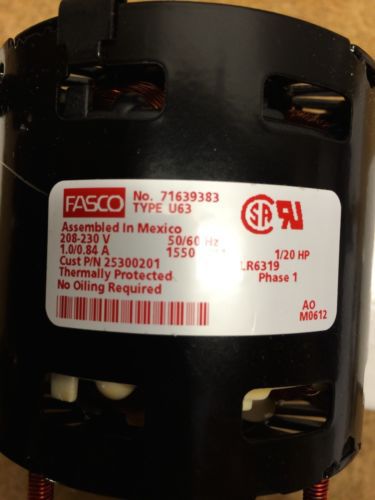 FASCO
No. 71639383
TYPE U63
Assembled In Mexico
208-230 V 50/60 Hz
1.0/0.84 A 1550 1/20 HP
Cust P/N 25300201 LR6319
Thermally Protected Phase 1
No Oiling Required
AO
M0612